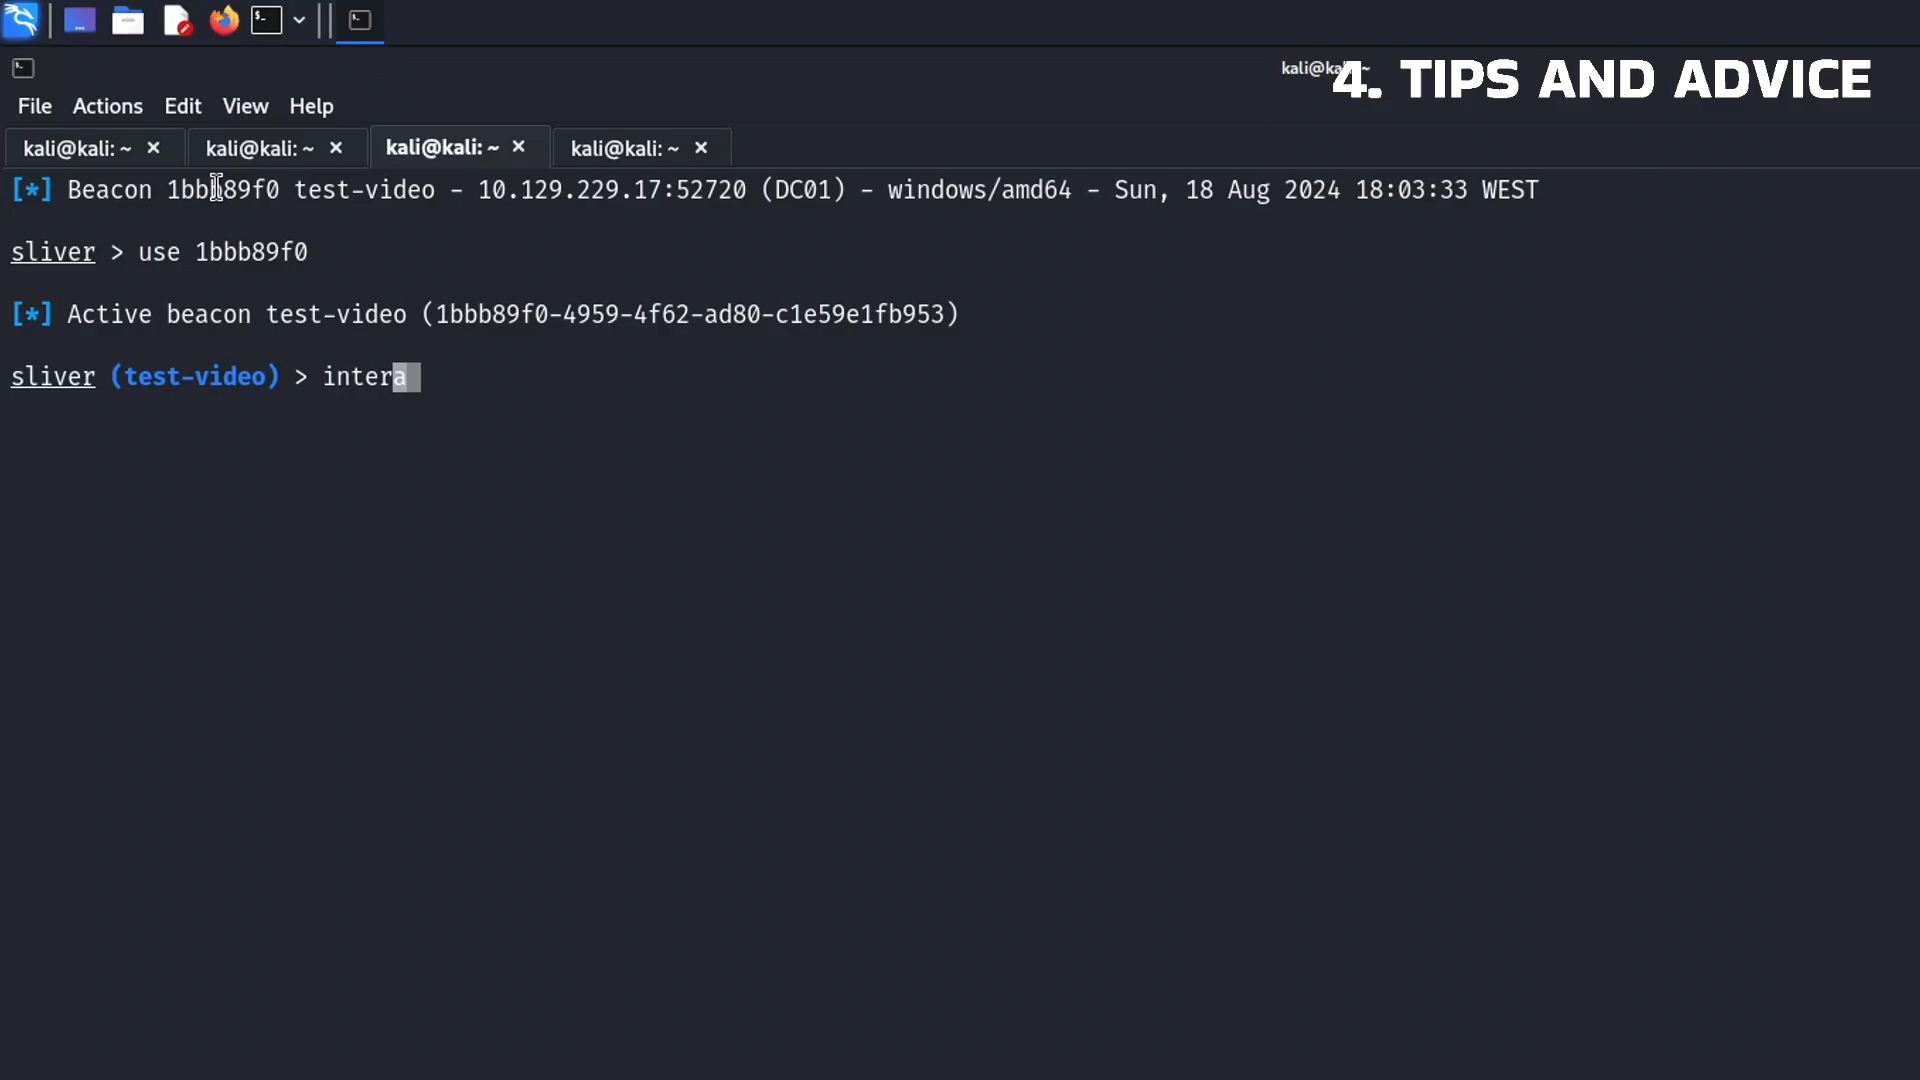 kali@ka
4. TIPS AND ADVICE
File Actions Edit View Help
kali@kali: ~ × kali@kali: ~ × kali@kali: ~ × kali@kali: ~ ×
[*] Beacon 1bbb89f0 test-video - 10.129.229.17:52720 (DC01) - windows/amd64 - Sun, 18 Aug 2024 18:03:33 WEST
sliver > use 1bbb89f0
[*] Active beacon test-video (1bbb89f0-4959-4f62-ad80-c1e59e1fb953)
sliver (test-video) > intera